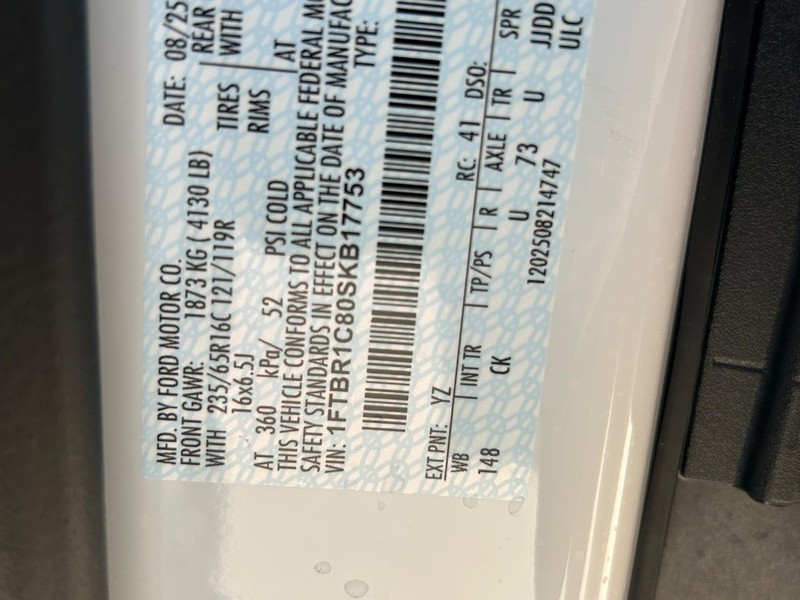 MFD. BY FORD MOTOR CO. DATE: 08/25
FRONT GAWR: 1873 KG ( 4130 LB) REAR
WITH 235/65R16C 121/119R TIRES WITH
16x6.5J RIMS
AT 360 kPa/ 52 PSI COLD AT
THIS VEHICLE CONFORMS TO ALL APPLICABLE FEDERAL
SAFETY STANDARDS IN EFFECT ON THE DATE OF
VIN: 1FTBR1C80SKB17753 TYPE:
EXT PNT: YZ RC: 41 DSO:
WB INT TR TP/PS R AXLE TR SPR
148 CK U 73 U JJDD
1202508214747 ULC